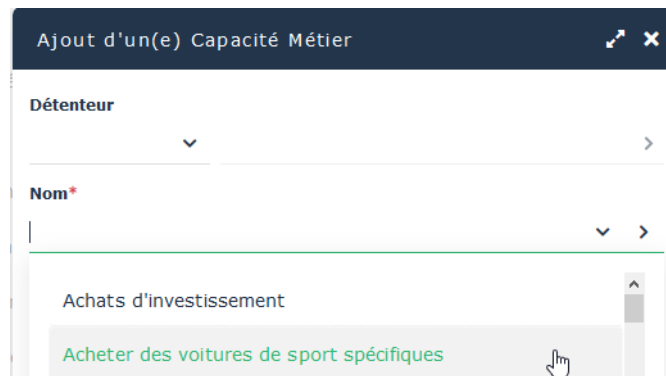 Ajout d'un(e) Capacité Métier
Détenteur
Nom*
Achats d'investissement
Acheter des voitures de sport spécifiques